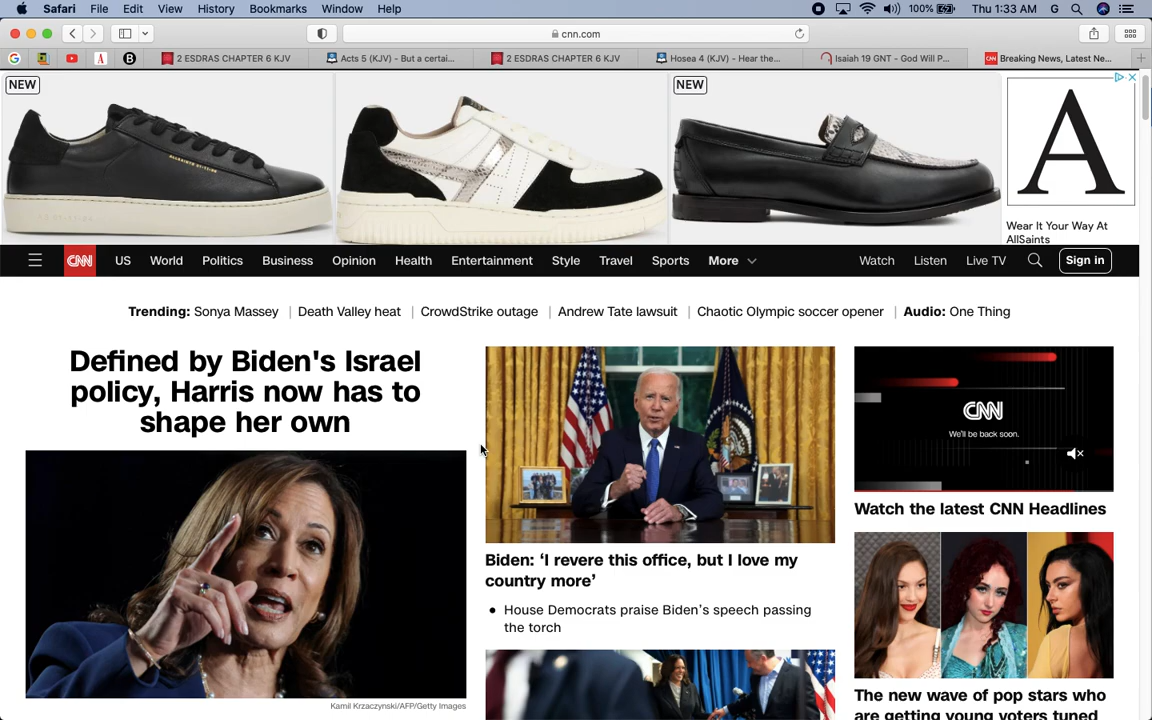 Safari File Edit View History Bookmarks Window Help 100% Thu 1:33 AM G
cnn.com
2 ESDRAS CHAPTER 6 KJV Acts 5 (KJV) - But a certai... 2 ESDRAS CHAPTER 6 KJV Hosea 4 (KJV) - Hear the... Isaiah 19 GNT - God Will P... Breaking News, Latest Ne...
NEW
NEW
A
Wear It Your Way At
AllSaints
CNN US World Politics Business Opinion Health Entertainment Style Travel Sports More Watch Listen Live TV Sign in
Trending: Sonya Massey | Death Valley heat | CrowdStrike outage | Andrew Tate lawsuit | Chaotic Olympic soccer opener | Audio: One Thing
Defined by Biden's Israel
policy, Harris now has to
shape her own
Kamil Krzaczynski/AFP/Getty Images
Biden: ‘I revere this office, but I love my
country more’
• House Democrats praise Biden’s speech passing
the torch
CNN
We'll be back soon.
Watch the latest CNN Headlines
The new wave of pop stars who
are getting young voters tuned